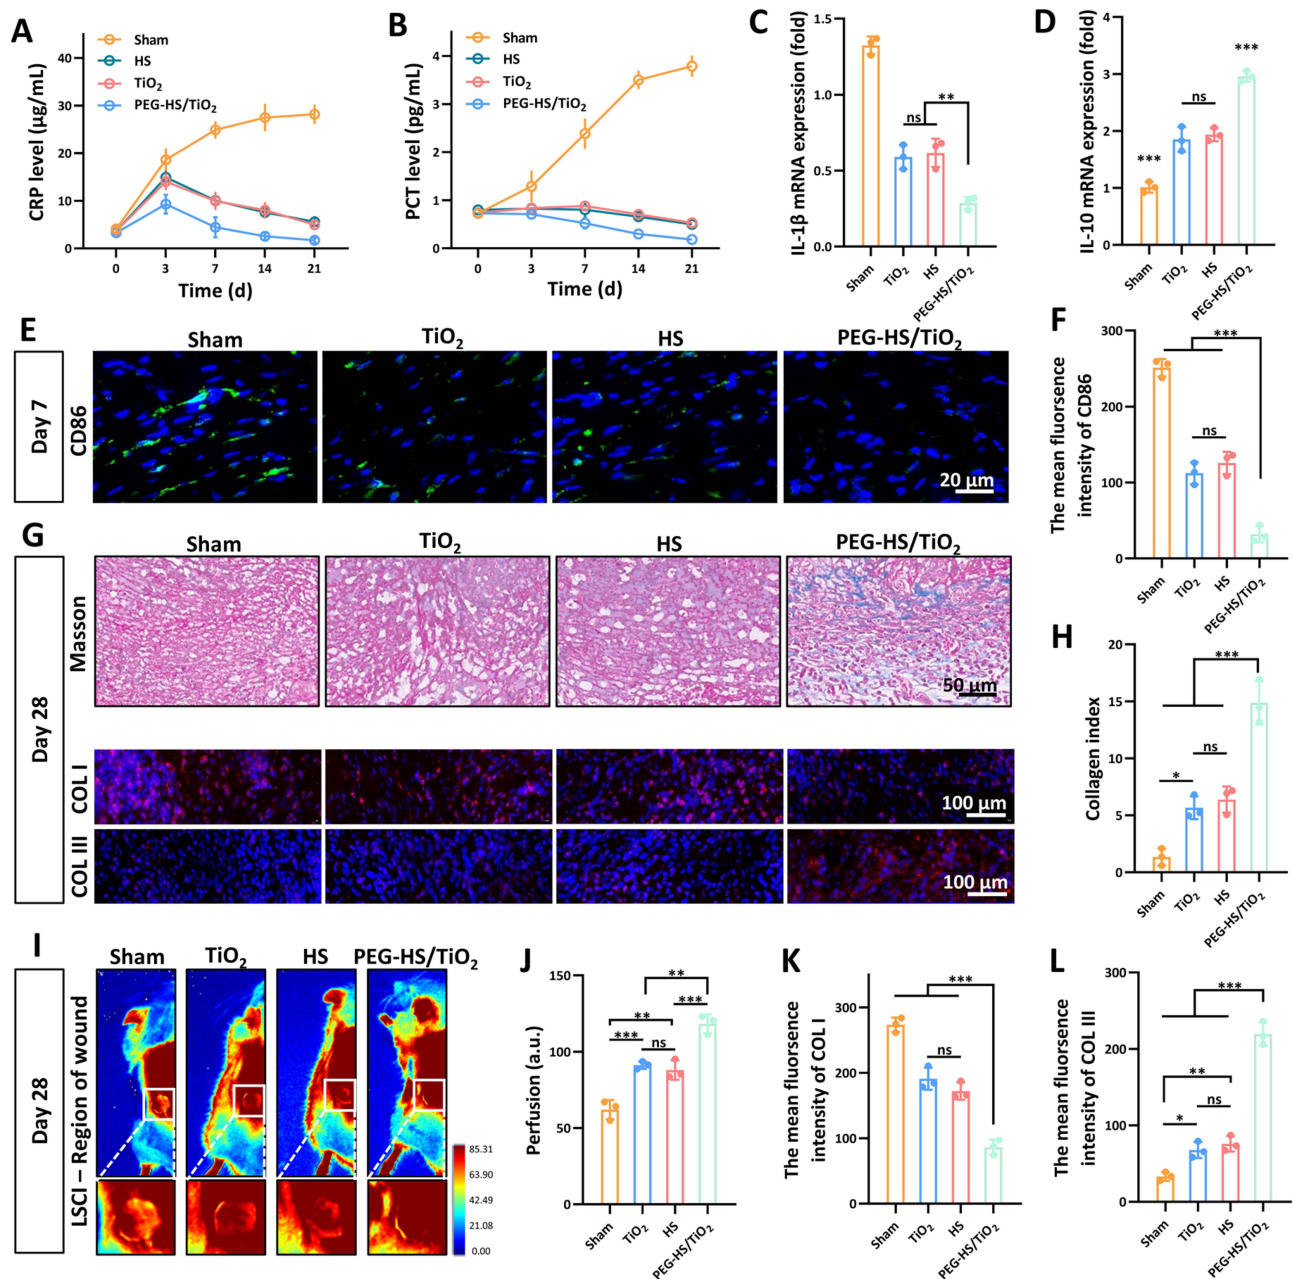 A
CRP level (μg/mL)
Sham
HS
TiO₂
PEG-HS/TiO₂
40
30
20
10
0
0 3 7 14 21
Time (d)
B
PCT level (pg/mL)
Sham
HS
TiO₂
PEG-HS/TiO₂
4
3
2
1
0
0 3 7 14 21
Time (d)
C
IL-1β mRNA expression (fold)
1.5
1.0
0.5
0.0
ns
**
Sham
TiO₂
HS
PEG-HS/TiO₂
D
IL-10 mRNA expression (fold)
4
3
2
1
0
***
ns
***
Sham
TiO₂
HS
PEG-HS/TiO₂
E
Day 7
CD86
Sham
TiO₂
HS
PEG-HS/TiO₂
20 μm
F
The mean fluorsence
intensity of CD86
300
200
100
0
***
ns
Sham
TiO₂
HS
PEG-HS/TiO₂
G
Day 28
Sham
TiO₂
HS
PEG-HS/TiO₂
Masson
50 μm
COL I
100 μm
COL III
100 μm
H
Collagen index
20
15
10
5
0
***
ns
*
Sham
TiO₂
HS
PEG-HS/TiO₂
I
Day 28
LSCI – Region of wound
Sham
TiO₂
HS
PEG-HS/TiO₂
85.31
63.90
42.49
21.08
0.00
J
Perfusion (a.u.)
150
100
50
0
**
***
**
***
ns
Sham
TiO₂
HS
PEG-HS/TiO₂
K
The mean fluoresence
intensity of COL I
300
200
100
0
***
ns
Sham
TiO₂
HS
PEG-HS/TiO₂
L
The mean fluoresence
intensity of COL III
300
200
100
0
***
**
ns
*
Sham
TiO₂
HS
PEG-HS/TiO₂